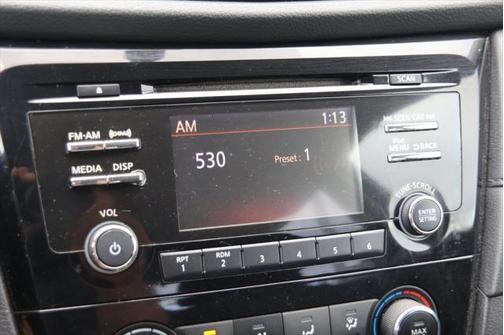 SCAN
FM·AM
MEDIA DISP
VOL
AM 1:13
530 Preset : 1
SEEK·CAT
iPod MENU BACK
TUNE·SCROLL
ENTER SETTING
RPT 1 RDM 2 3 4 5 6
MAX